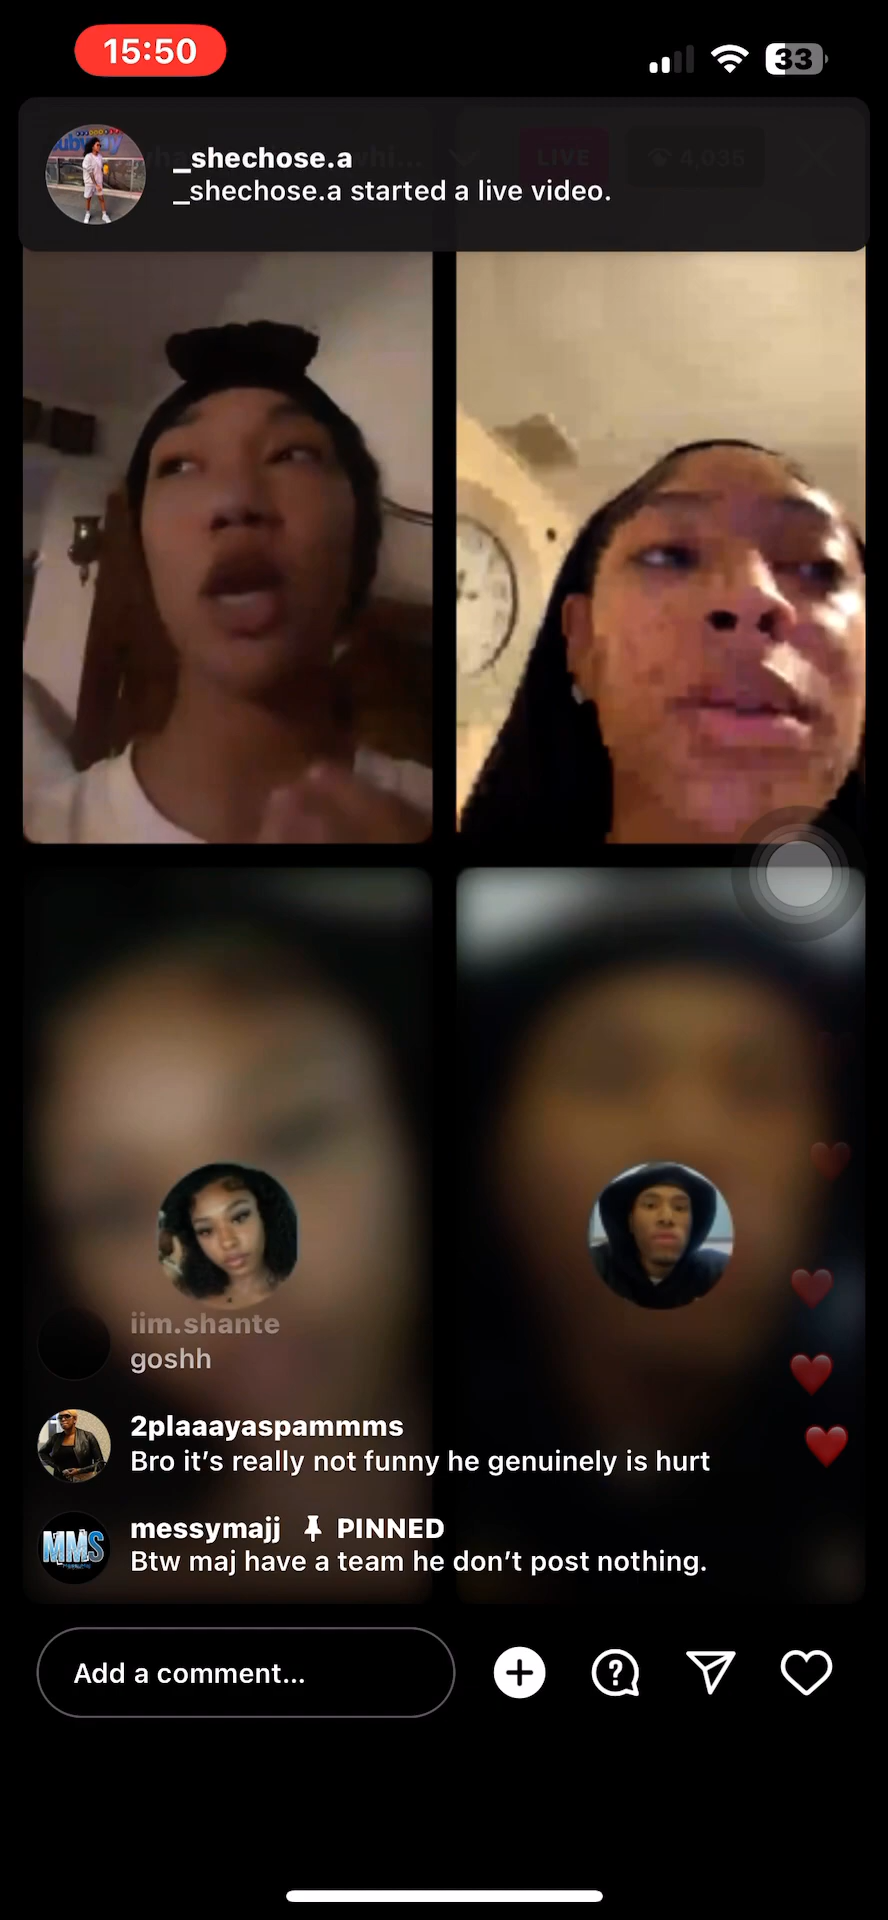 15:50
33
_shechose.a
_shechose.a started a live video.
LIVE
4,035
iim.shante
goshh
2plaaayaspammms
Bro it’s really not funny he genuinely is hurt
messymajj PINNED
MMS
Btw maj have a team he don’t post nothing.
Add a comment...